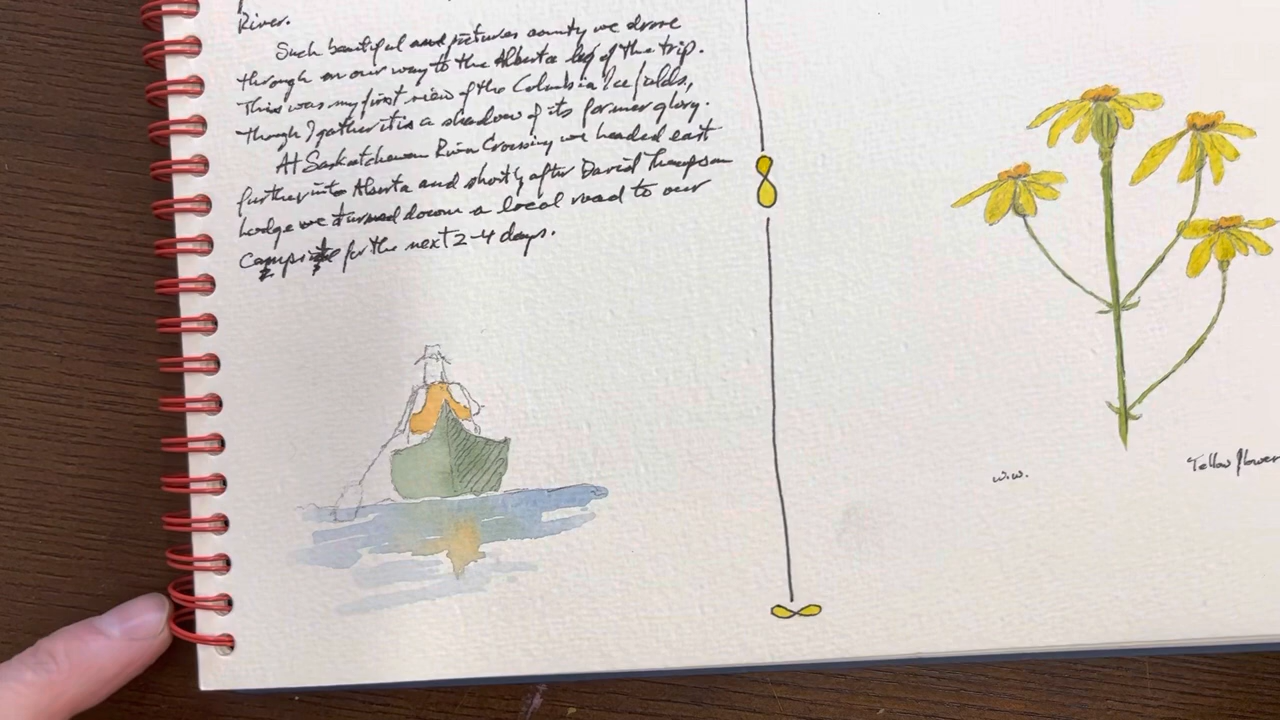 River.
Such beautiful and pictures county we drove
through on our way to the Alberta leg of the trip.
This was my first view of the Columbia Icefields,
though I gather it is a shadow of its former glory.
At Saskatchewan River Crossing we headed east
further into Alberta and shortly after David Thompson
Lodge we turned down a local road to our
campsite for the next 2-4 days.
w.w.
Yellow flower